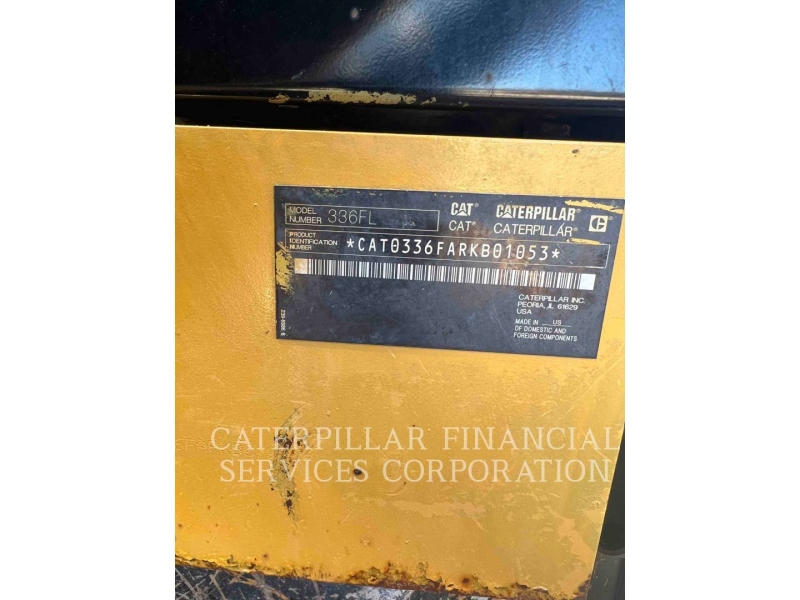 MODEL
NUMBER 336FL
CAT® CATERPILLAR® C
CAT® CATERPILLAR®
PRODUCT
IDENTIFICATION
NUMBER
*CAT0336FARKB01053*
CATERPILLAR INC.
PEORIA, IL 61629
USA
MADE IN US
OF DOMESTIC AND
FOREIGN COMPONENTS
CATERPILLAR FINANCIAL
SERVICES CORPORATION